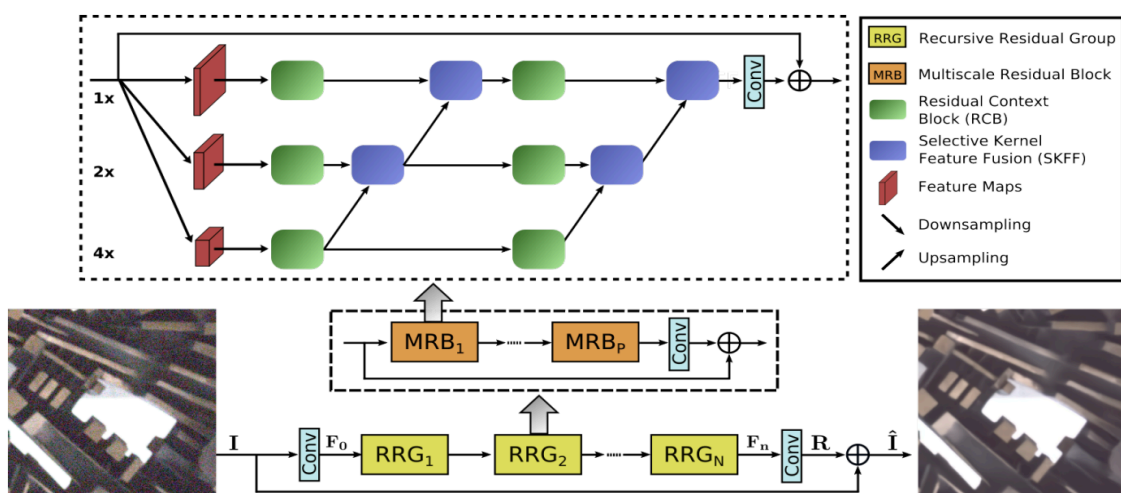 RRG Recursive Residual Group
MRB Multiscale Residual Block
Residual Context
Block (RCB)
Selective Kernel
Feature Fusion (SKFF)
Feature Maps
Downsampling
Upsampling
1x
Conv
2x
4x
MRB₁ MRBₚ Conv
I Conv F₀ RRG₁ RRG₂ RRG_N Fₙ Conv R Î